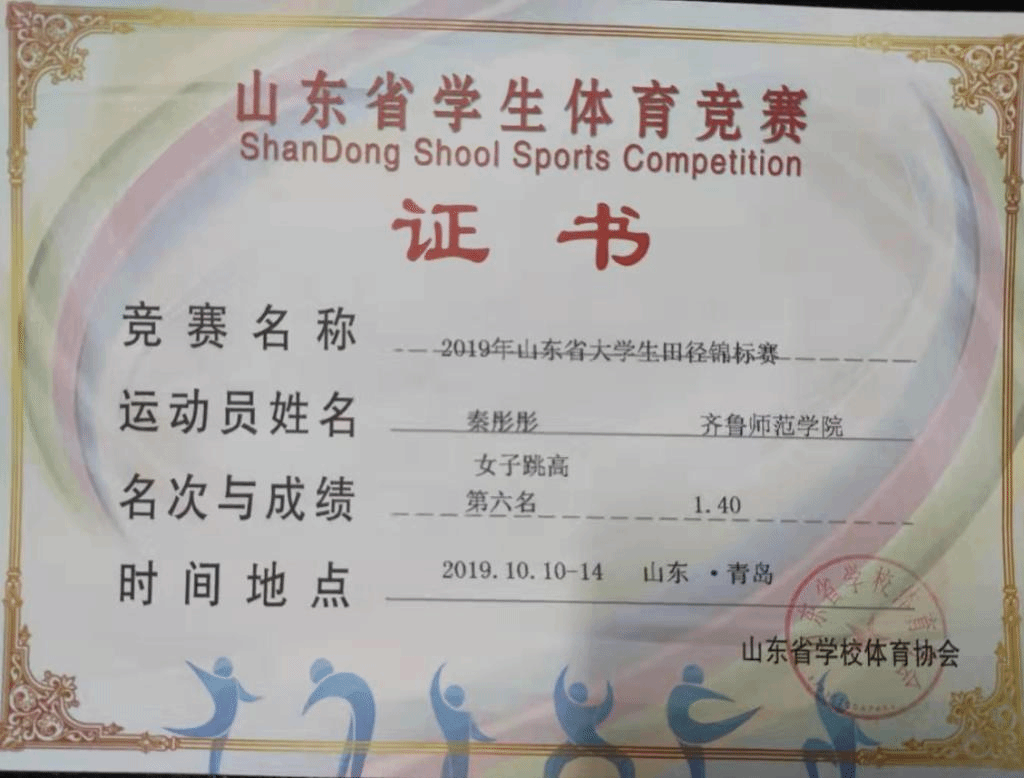 山东省学生体育竞赛
ShanDong Shool Sports Competition
证书
竞赛名称 2019年山东省大学生田径锦标赛
运动员姓名 秦彤彤 齐鲁师范学院
女子跳高
名次与成绩 第六名 1.40
时间地点 2019.10.10-14 山东·青岛
山东省学校体育协会